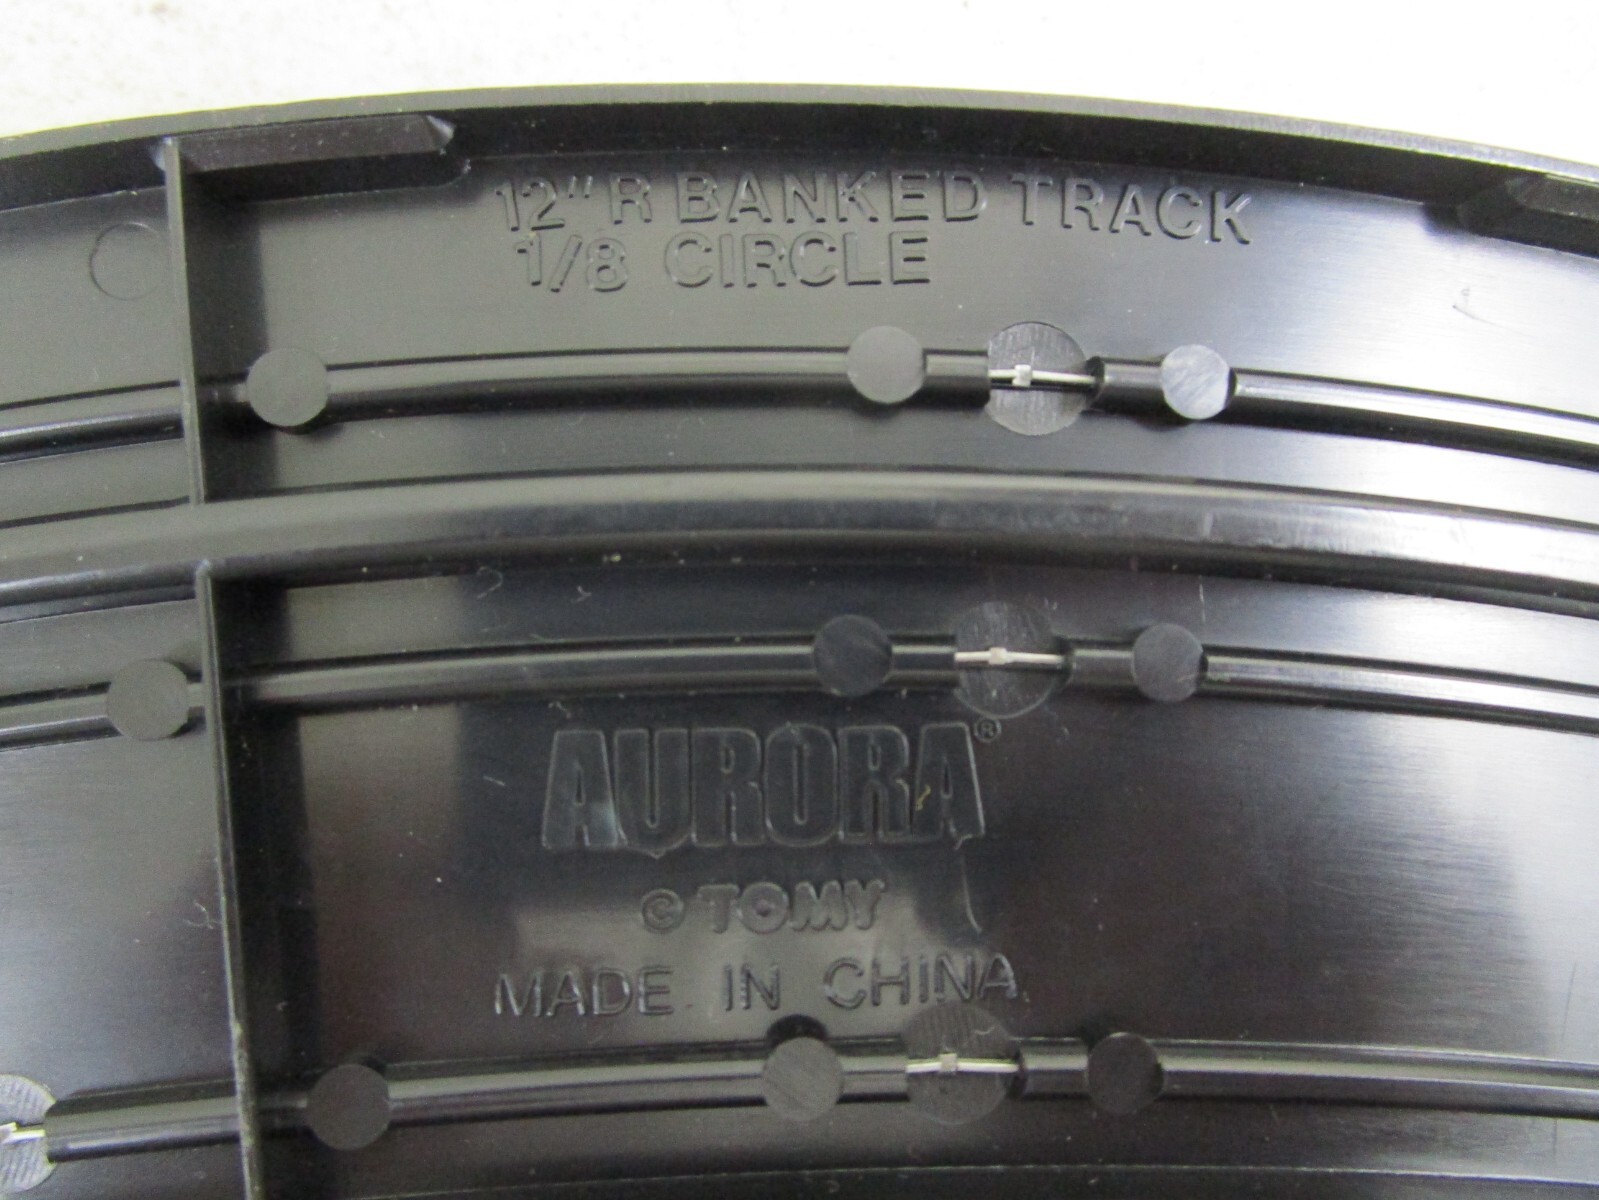 12" R BANKED TRACK
1/8 CIRCLE
AURORA®
© TOMY
MADE IN CHINA